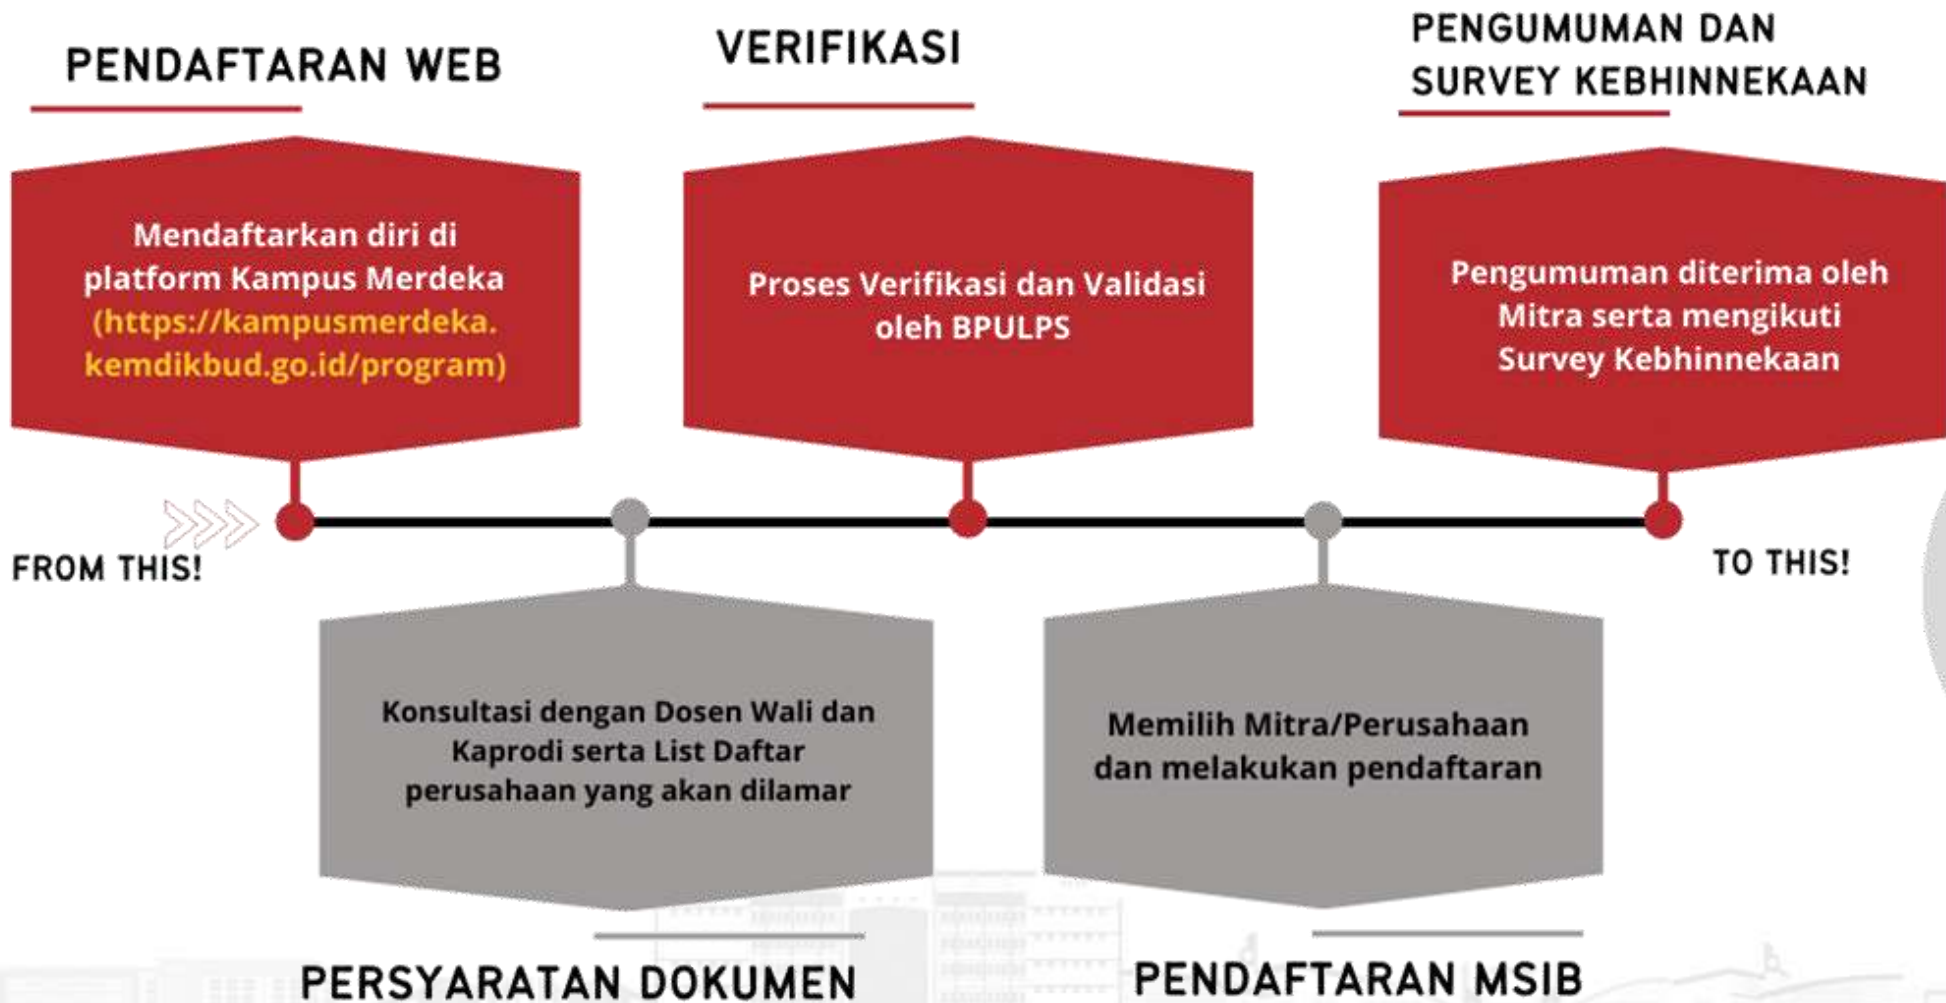 PENDAFTARAN WEB
Mendaftarkan diri di
platform Kampus Merdeka
(https://kampusmerdeka.
kemdikbud.go.id/program)
VERIFIKASI
Proses Verifikasi dan Validasi
oleh BPULPS
PENGUMUMAN DAN
SURVEY KEBHINNEKAAN
Pengumuman diterima oleh
Mitra serta mengikuti
Survey Kebhinnekaan
FROM THIS!
TO THIS!
Konsultasi dengan Dosen Wali dan
Kaprodi serta List Daftar
perusahaan yang akan dilamar
PERSYARATAN DOKUMEN
Memilih Mitra/Perusahaan
dan melakukan pendaftaran
PENDAFTARAN MSIB